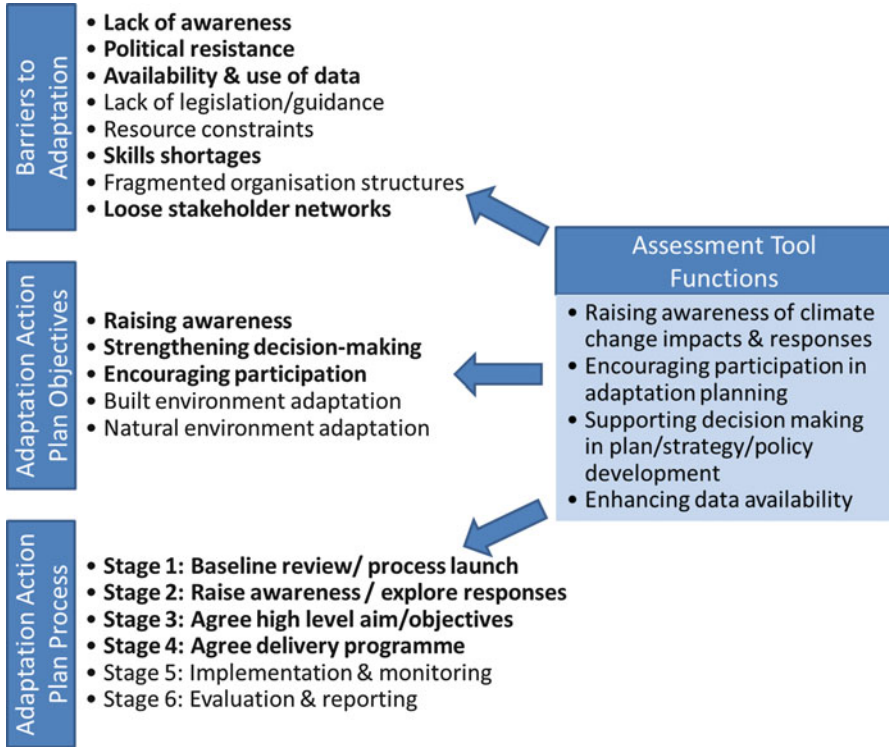 Barriers to
Adaptation
• Lack of awareness
• Political resistance
• Availability & use of data
• Lack of legislation/guidance
• Resource constraints
• Skills shortages
• Fragmented organisation structures
• Loose stakeholder networks
Adaptation Action
Plan Objectives
• Raising awareness
• Strengthening decision-making
• Encouraging participation
• Built environment adaptation
• Natural environment adaptation
Adaptation Action
Plan Process
• Stage 1: Baseline review/ process launch
• Stage 2: Raise awareness / explore responses
• Stage 3: Agree high level aim/objectives
• Stage 4: Agree delivery programme
• Stage 5: Implementation & monitoring
• Stage 6: Evaluation & reporting
Assessment Tool
Functions
• Raising awareness of climate
change impacts & responses
• Encouraging participation in
adaptation planning
• Supporting decision making
in plan/strategy/policy
development
• Enhancing data availability